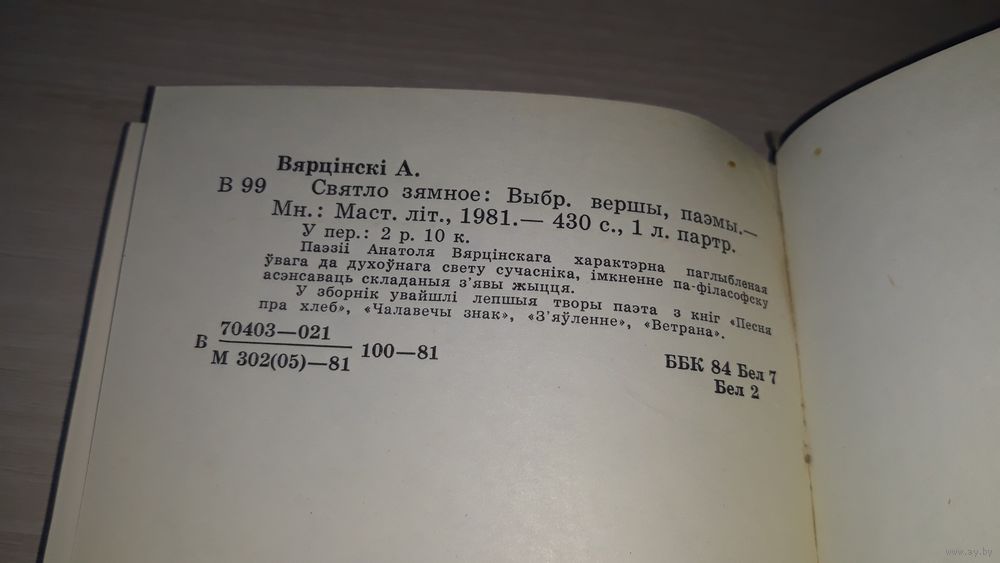 Вярцінскі А.
В 99 Святло зямное: Выбр. вершы, паэмы.—
Мн.: Маст. літ., 1981.— 430 с., 1 л. партр.
У пер.: 2 р. 10 к.
Паэзіі Анатоля Вярцінскага характэрна паглыбленая
ўвага да духоўнага свету сучасніка, імкненне па-філасофску
асэнсаваць складаныя з'явы жыцця.
У зборнік увайшлі лепшыя творы паэта з кніг «Песня
пра хлеб», «Чалавечы знак», «З'яўленне», «Ветрана».
70403—021
В 100—81
М 302(05)—81
ББК 84 Бел 7
Бел 2
www.ay.by